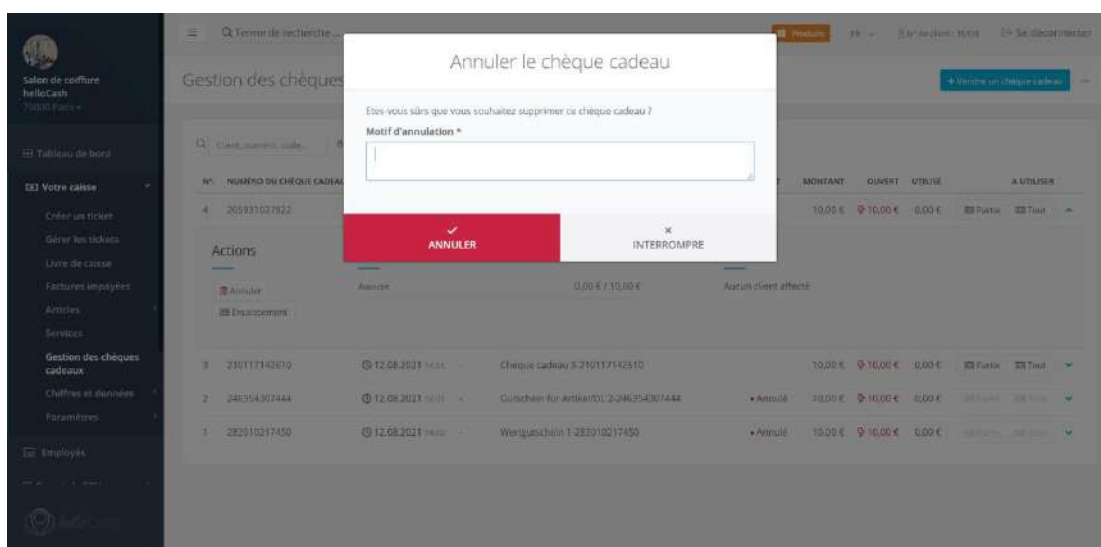 Q Terme de recherche ...
Produits
FR
Se déconnecter
Salon de coiffure
helloCash
75000 Paris
Gestion des chèques
+ Vendre un chèque cadeau
Annuler le chèque cadeau
Etes-vous sûrs que vous souhaitez supprimer ce chèque cadeau ?
Motif d'annulation *
ANNULER
INTERROMPRE
Tableau de bord
Votre caisse
Créer un ticket
Gérer les tickets
Livre de caisse
Factures impayées
Articles
Services
Gestion des chèques
cadeaux
Chiffres et données
Paramètres
Employés
Client, numéro, code...
N°. NUMÉRO DU CHÈQUE CADEAU MONTANT OUVERT UTILISÉ A UTILISER
4 205931027822 10,00 € 10,00 € 0,00 € Partie Tout
Actions
Annuler
Encaissement
0,00 € / 10,00 €
Aucun client affecté
3 210117142610 12.08.2021 - Chèque cadeau 3-210117142610 10,00 € 10,00 € 0,00 € Partie Tout
2 246354307444 12.08.2021 - Gutschein für Artikel/DL 2-246354307444 • Annulé 10,00 € 10,00 € 0,00 €
1 282010217450 12.08.2021 - Wertgutschein 1-282010217450 • Annulé 10,00 € 10,00 € 0,00 €